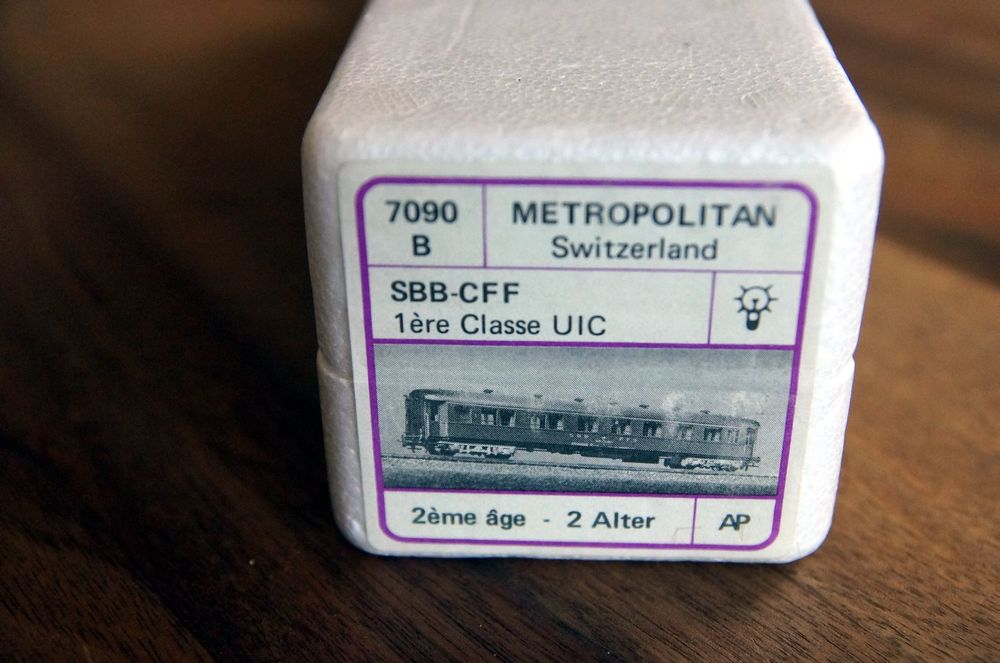 7090
B
METROPOLITAN
Switzerland
SBB-CFF
1ère Classe UIC
2ème âge - 2 Alter
AP